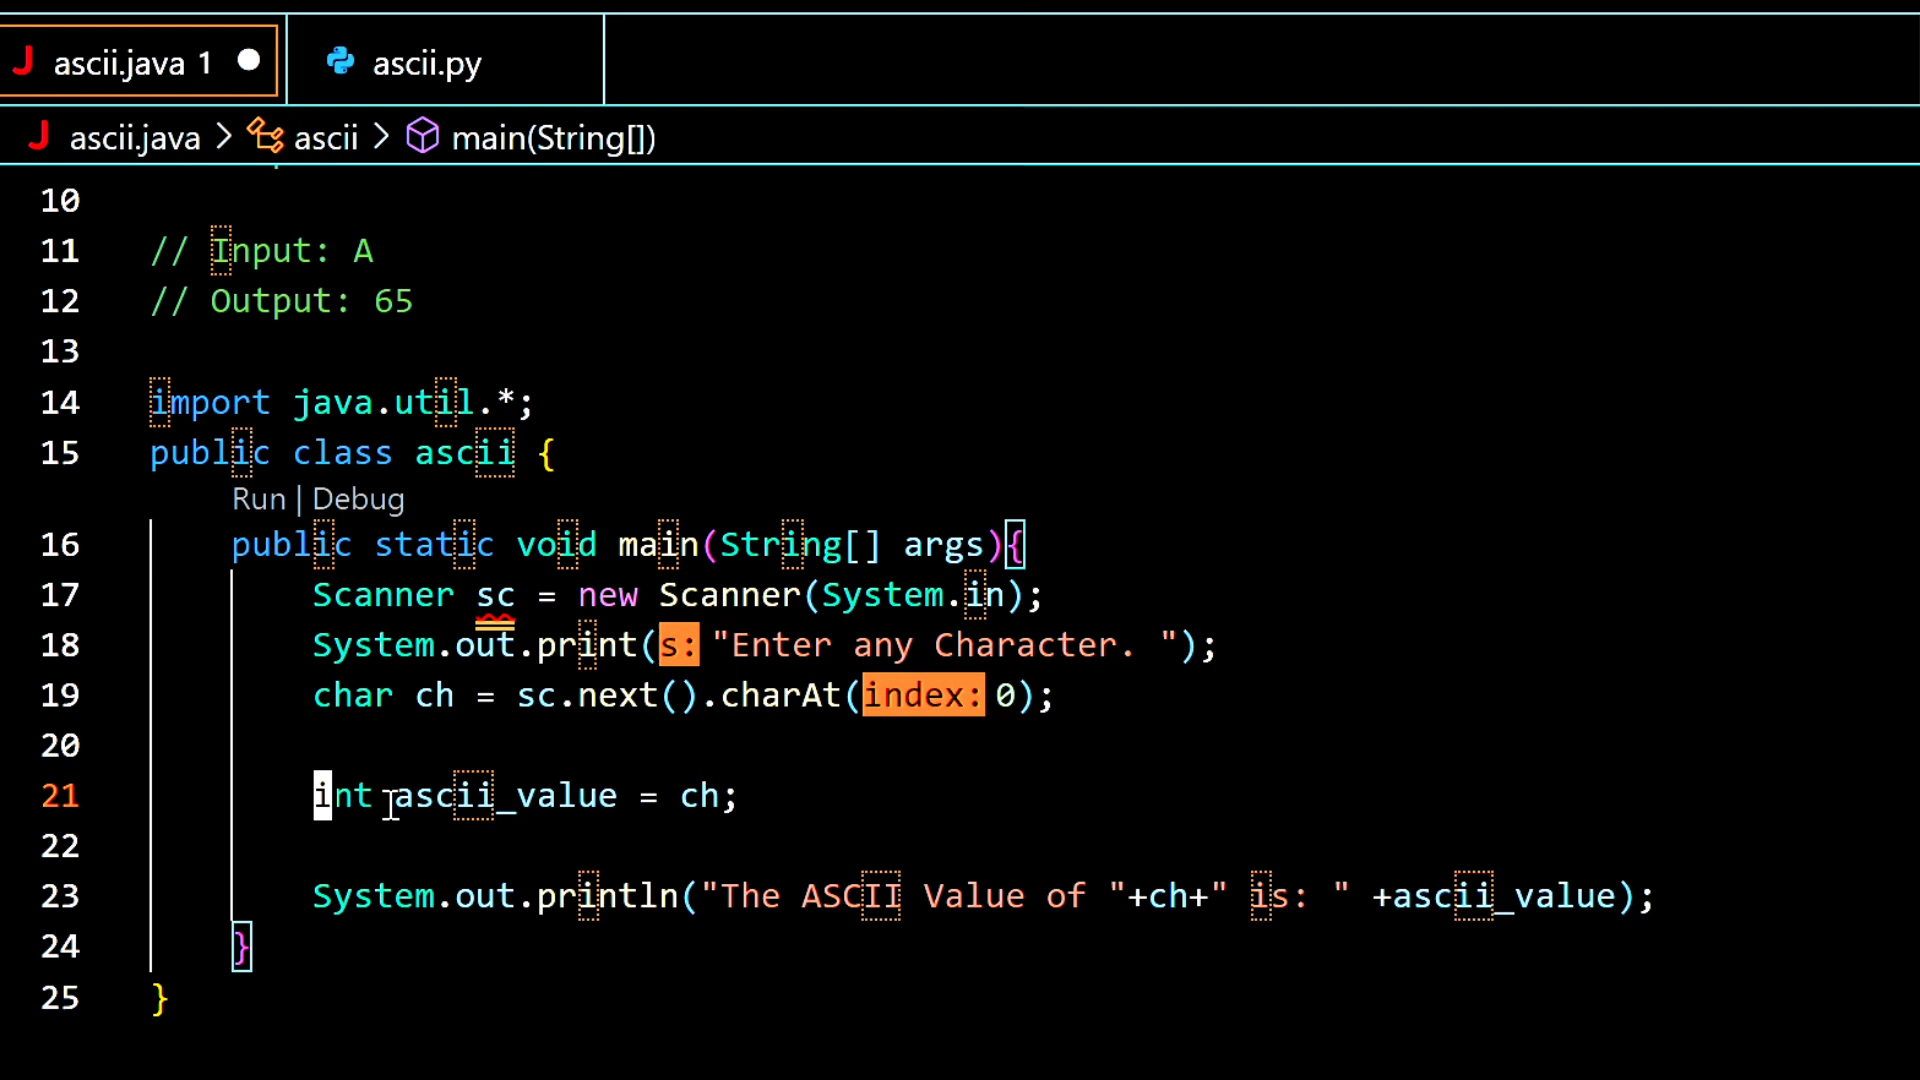 ascii.java 1
ascii.py
ascii.java > ascii > main(String[])
10
11 // Input: A
12 // Output: 65
13
14 import java.util.*;
15 public class ascii {
Run | Debug
16 public static void main(String[] args){
17 Scanner sc = new Scanner(System.in);
18 System.out.print(s: "Enter any Character. ");
19 char ch = sc.next().charAt(index: 0);
20
21 int ascii_value = ch;
22
23 System.out.println("The ASCII Value of "+ch+" is: " +ascii_value);
24 }
25 }